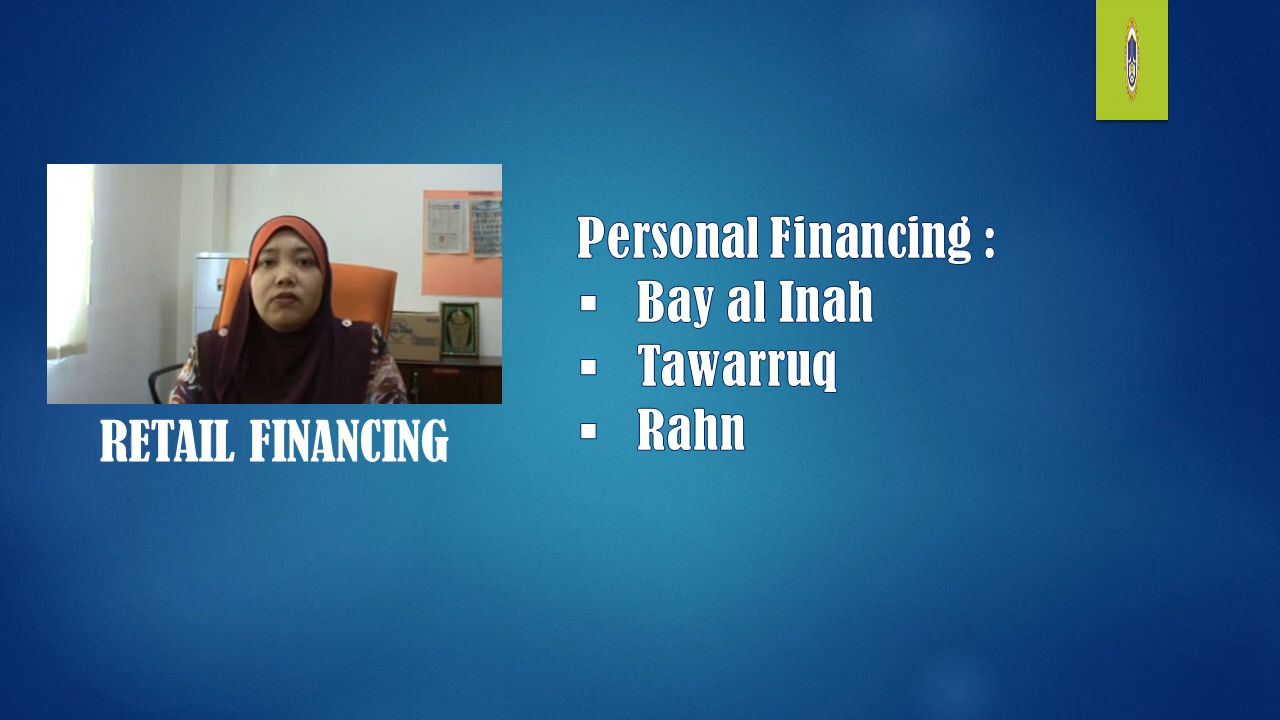 Personal Financing :
Bay al Inah
Tawarruq
Rahn
RETAIL FINANCING